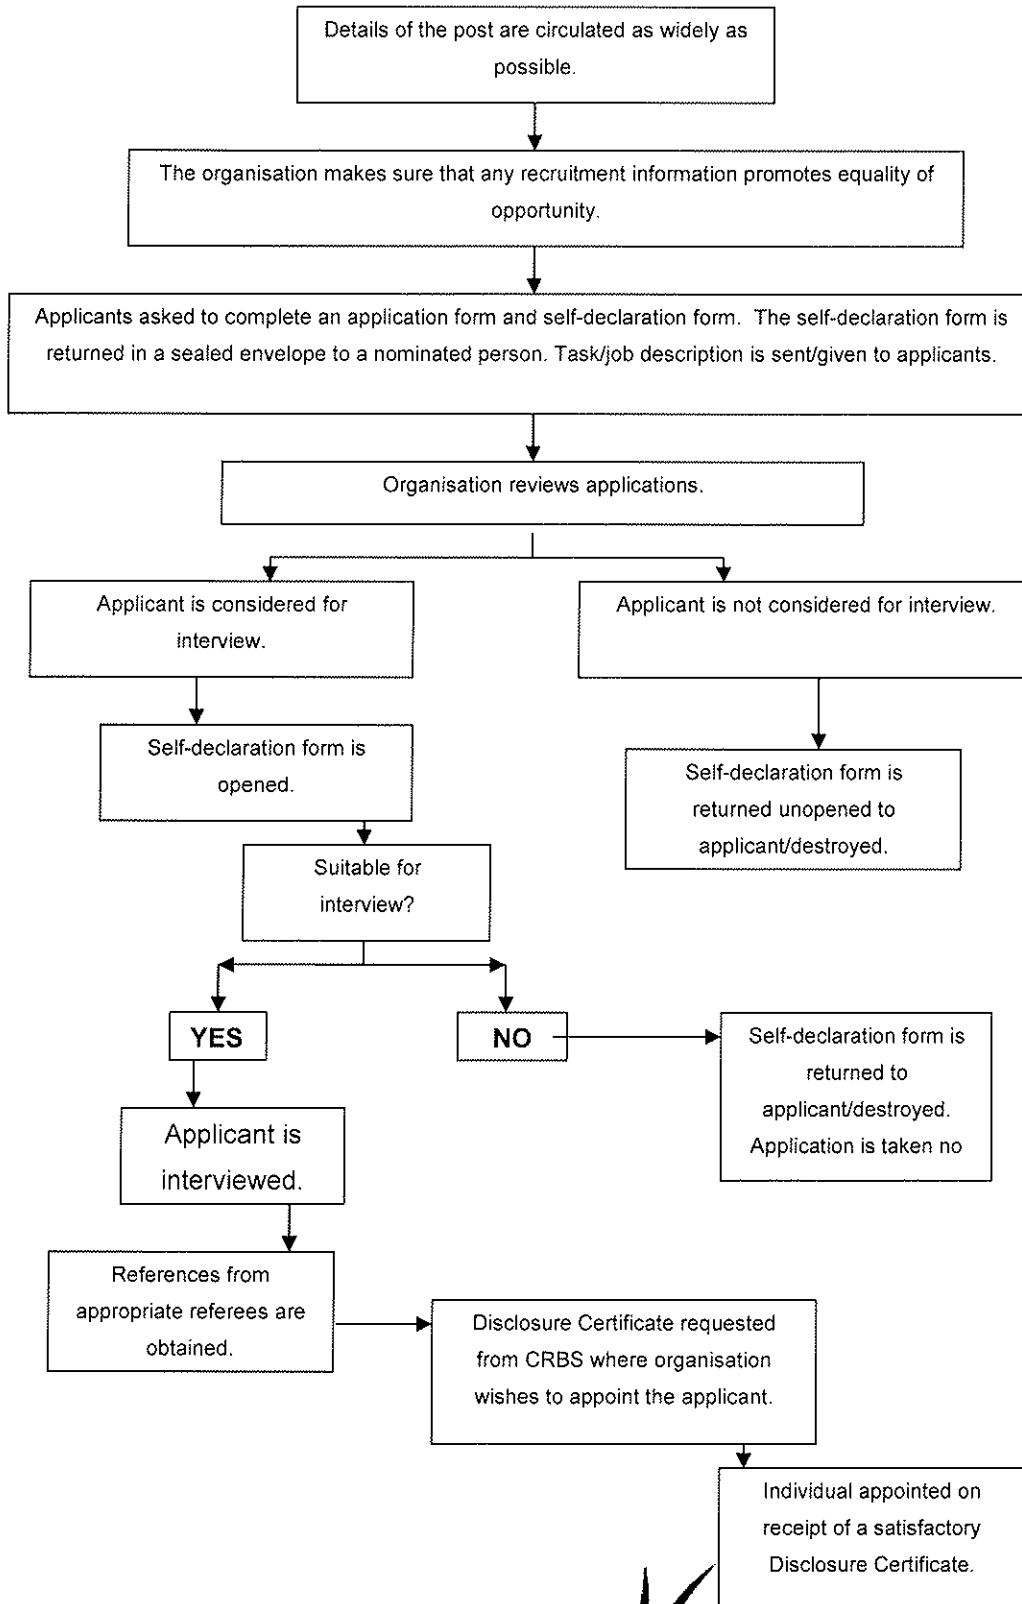 Details of the post are circulated as widely as
possible.
The organisation makes sure that any recruitment information promotes equality of
opportunity.
Applicants asked to complete an application form and self-declaration form. The self-declaration form is
returned in a sealed envelope to a nominated person. Task/job description is sent/given to applicants.
Organisation reviews applications.
Applicant is considered for
interview.
Applicant is not considered for interview.
Self-declaration form is
opened.
Self-declaration form is
returned unopened to
applicant/destroyed.
Suitable for
interview?
YES
NO
Self-declaration form is
returned to
applicant/destroyed.
Application is taken no
Applicant is
interviewed.
References from
appropriate referees are
obtained.
Disclosure Certificate requested
from CRBS where organisation
wishes to appoint the applicant.
Individual appointed on
receipt of a satisfactory
Disclosure Certificate.